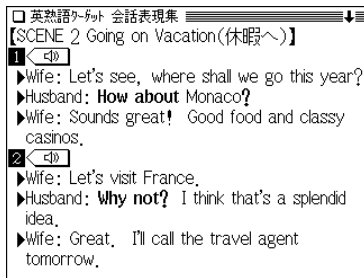 □ 英熟語ﾀｰｹﾞｯﾄ 会話表現集
【SCENE 2 Going on Vacation(休暇へ)】
1
▶Wife: Let's see, where shall we go this year?
▶Husband: How about Monaco?
▶Wife: Sounds great! Good food and classy
casinos.
2
▶Wife: Let's visit France.
▶Husband: Why not? I think that's a splendid
idea.
▶Wife: Great. I'll call the travel agent
tomorrow.